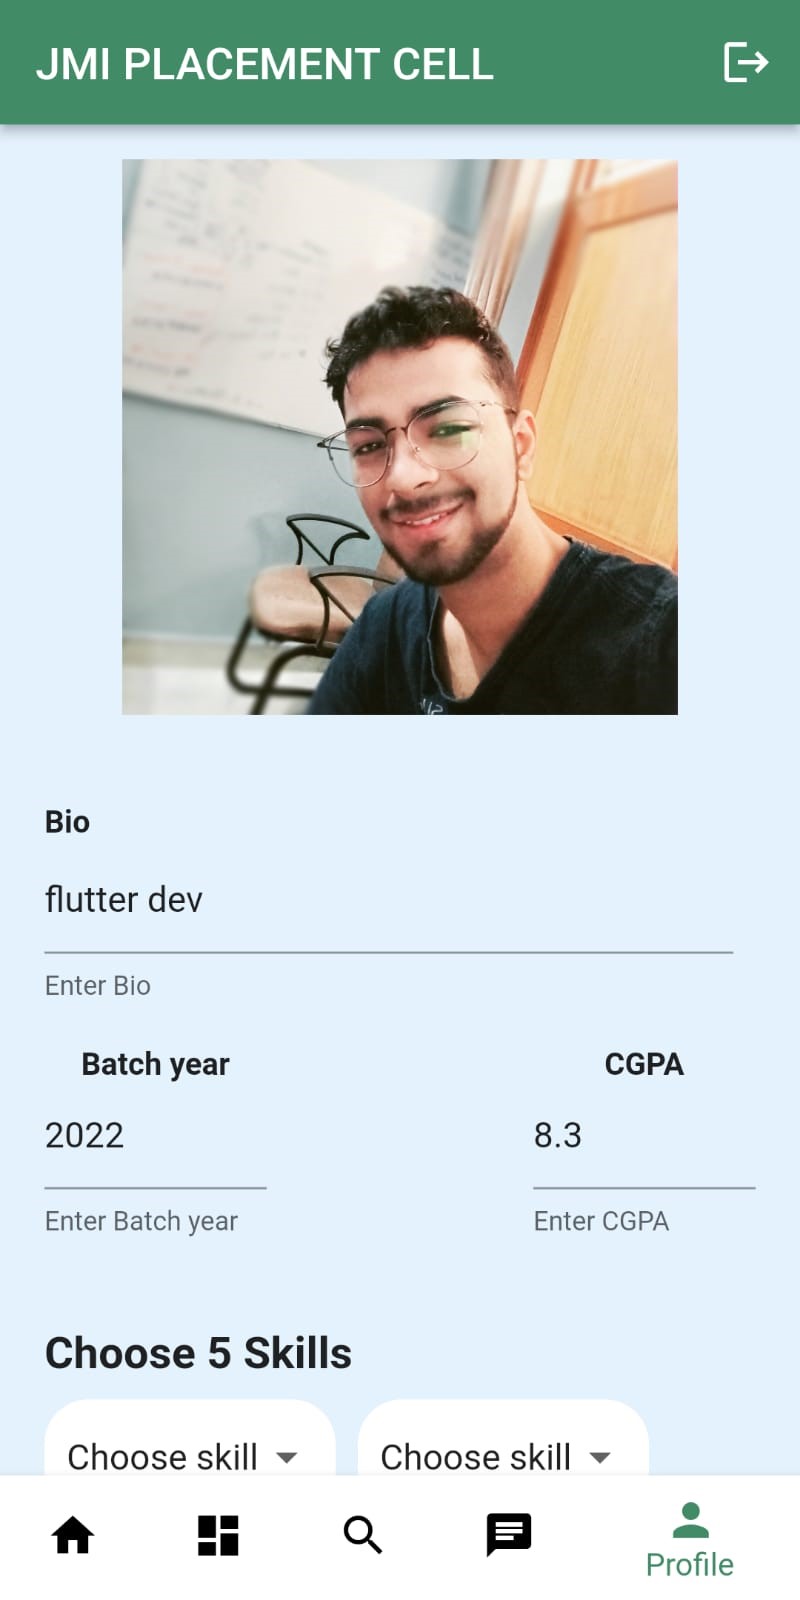 JMI PLACEMENT CELL
Bio
flutter dev
Enter Bio
Batch year CGPA
2022 8.3
Enter Batch year Enter CGPA
Choose 5 Skills
Choose skill Choose skill
Profile